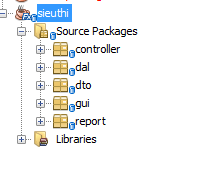 sieuthi
Source Packages
controller
dal
dto
gui
report
Libraries